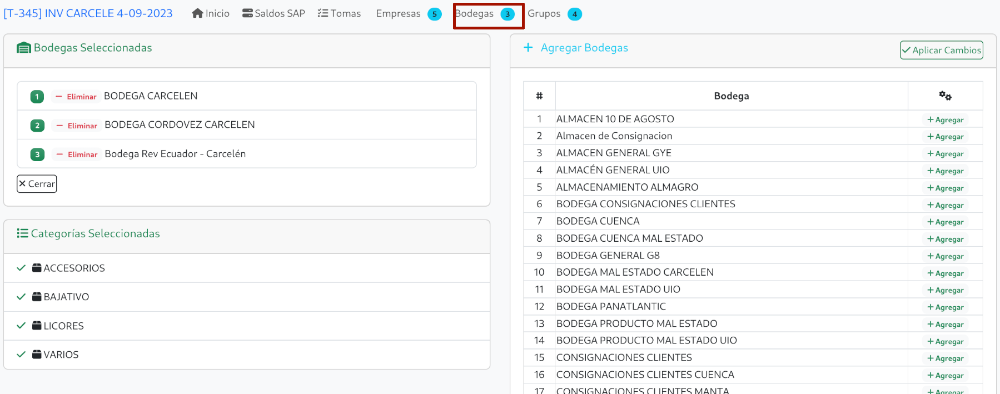 [T-345] INV CARCELE 4-09-2023 Inicio Saldos SAP Tomas Empresas 5 Bodegas 3 Grupos 4
Bodegas Seleccionadas
1 Eliminar BODEGA CARCELEN
2 Eliminar BODEGA CORDOVEZ CARCELEN
3 Eliminar Bodega Rev Ecuador - Carcelén
Cerrar
Categorías Seleccionadas
ACCESORIOS
BAJATIVO
LICORES
VARIOS
+ Agregar Bodegas Aplicar Cambios
# Bodega
1 ALMACEN 10 DE AGOSTO + Agregar
2 Almacen de Consignacion + Agregar
3 ALMACEN GENERAL GYE + Agregar
4 ALMACÉN GENERAL UIO + Agregar
5 ALMACENAMIENTO ALMAGRO + Agregar
6 BODEGA CONSIGNACIONES CLIENTES + Agregar
7 BODEGA CUENCA + Agregar
8 BODEGA CUENCA MAL ESTADO + Agregar
9 BODEGA GENERAL G8 + Agregar
10 BODEGA MAL ESTADO CARCELEN + Agregar
11 BODEGA MAL ESTADO UIO + Agregar
12 BODEGA PANATLANTIC + Agregar
13 BODEGA PRODUCTO MAL ESTADO + Agregar
14 BODEGA PRODUCTO MAL ESTADO UIO + Agregar
15 CONSIGNACIONES CLIENTES + Agregar
16 CONSIGNACIONES CLIENTES CUENCA + Agregar
17 CONSIGNACIONES CLIENTES MANTA + Agregar